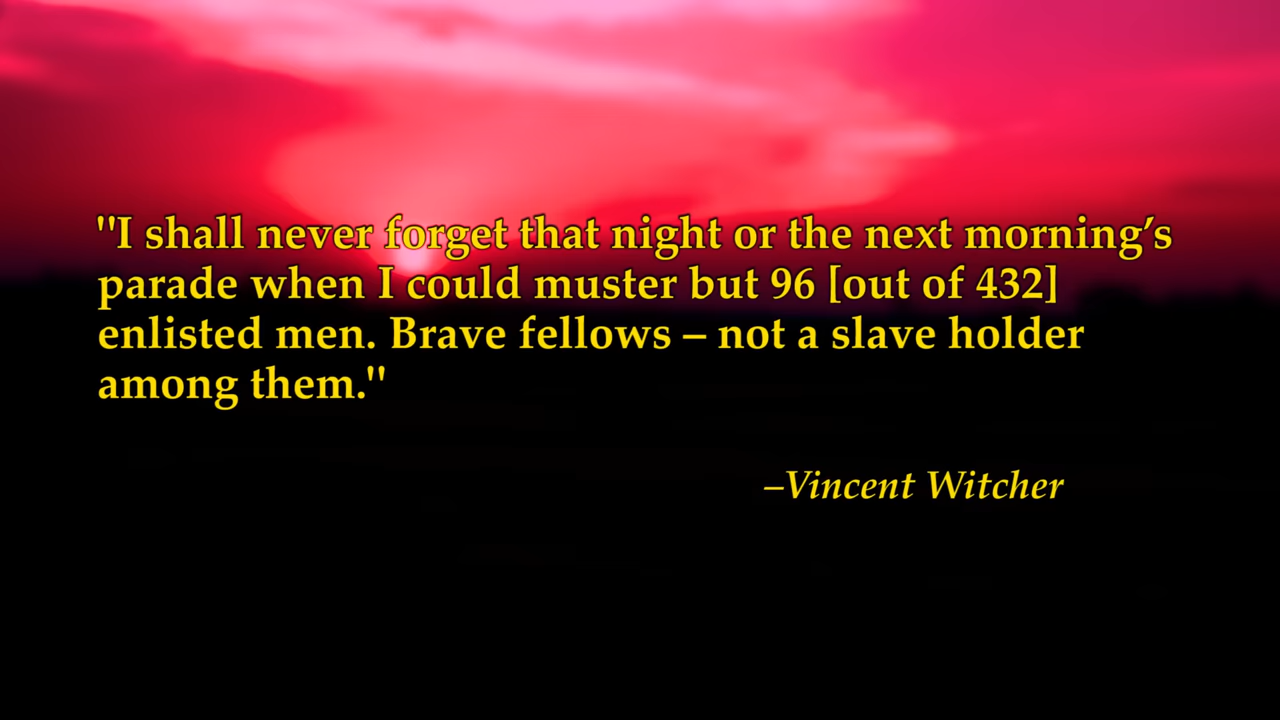 "I shall never forget that night or the next morning’s
parade when I could muster but 96 [out of 432]
enlisted men. Brave fellows – not a slave holder
among them."
–Vincent Witcher